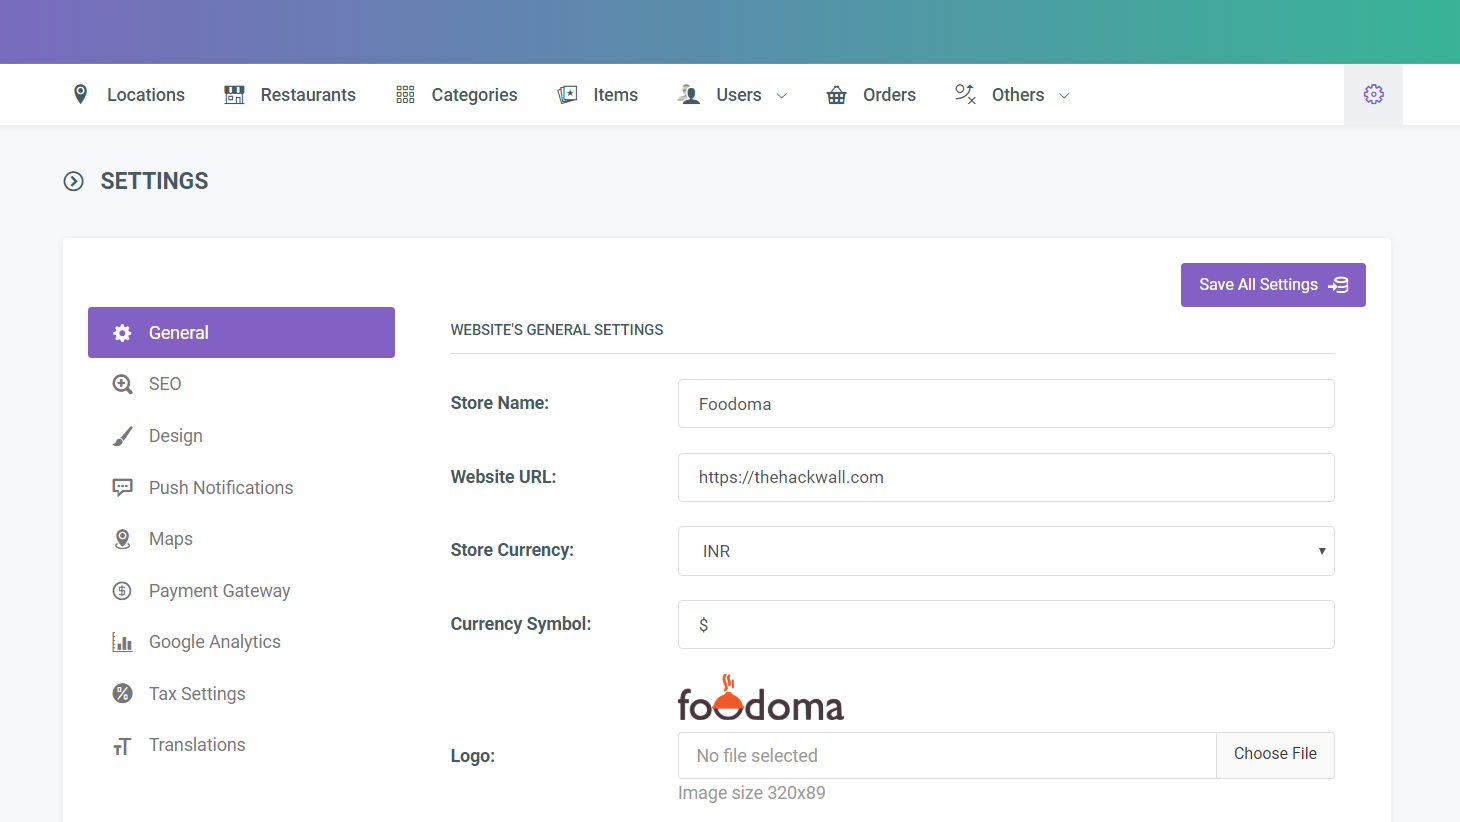 Locations Restaurants Categories Items Users Orders Others
SETTINGS
Save All Settings
General
SEO
Design
Push Notifications
Maps
Payment Gateway
Google Analytics
Tax Settings
Translations
WEBSITE'S GENERAL SETTINGS
Store Name: Foodoma
Website URL: https://thehackwall.com
Store Currency: INR
Currency Symbol: $
foodoma
Logo: No file selected Choose File
Image size 320x89